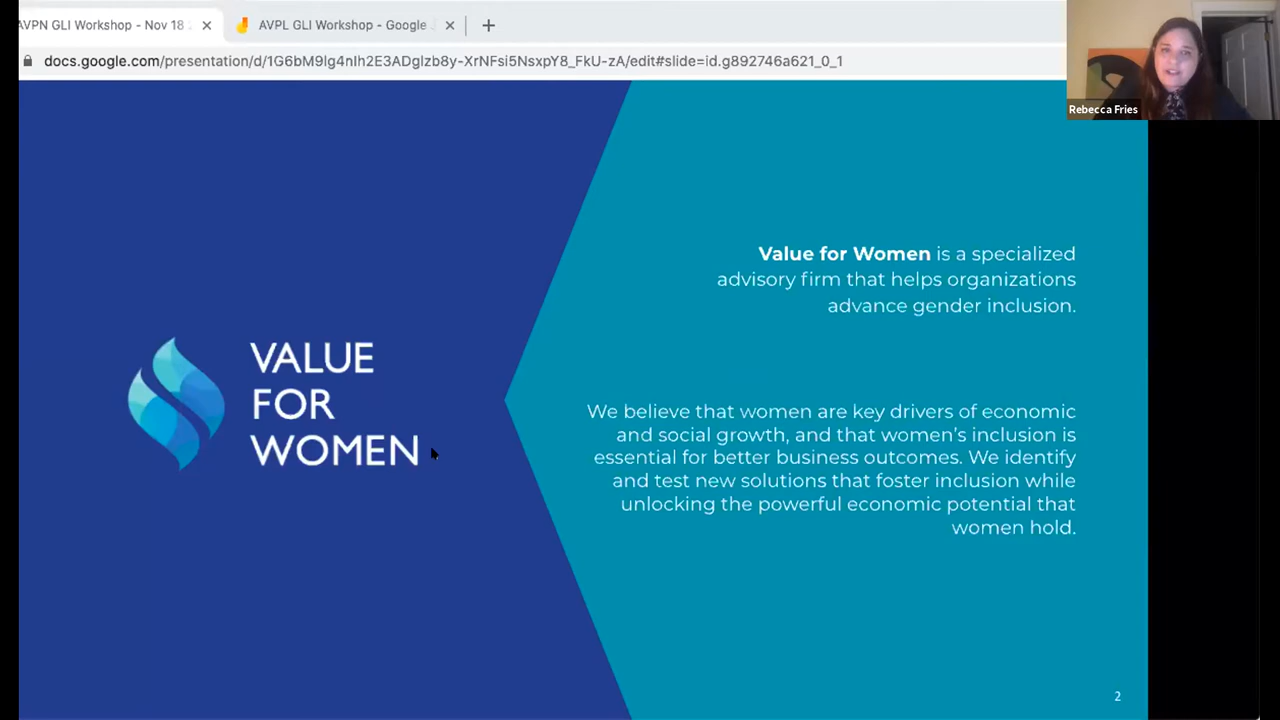 AVPN GLI Workshop - Nov 18
AVPL GLI Workshop - Google
docs.google.com/presentation/d/1G6bM9lg4nIh2E3ADglzb8y-XrNFsi5NsxpY8_FkU-zA/edit#slide=id.g892746a621_0_1
Rebecca Fries
VALUE
FOR
WOMEN
Value for Women is a specialized
advisory firm that helps organizations
advance gender inclusion.
We believe that women are key drivers of economic
and social growth, and that women’s inclusion is
essential for better business outcomes. We identify
and test new solutions that foster inclusion while
unlocking the powerful economic potential that
women hold.
2